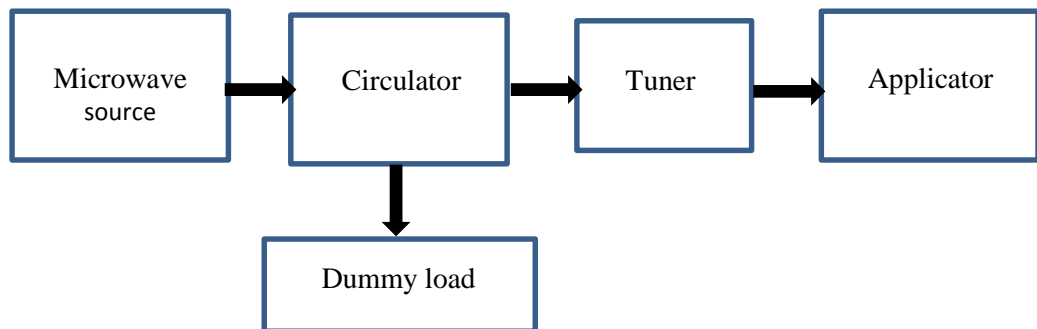 Microwave
source
Circulator
Tuner
Applicator
Dummy load